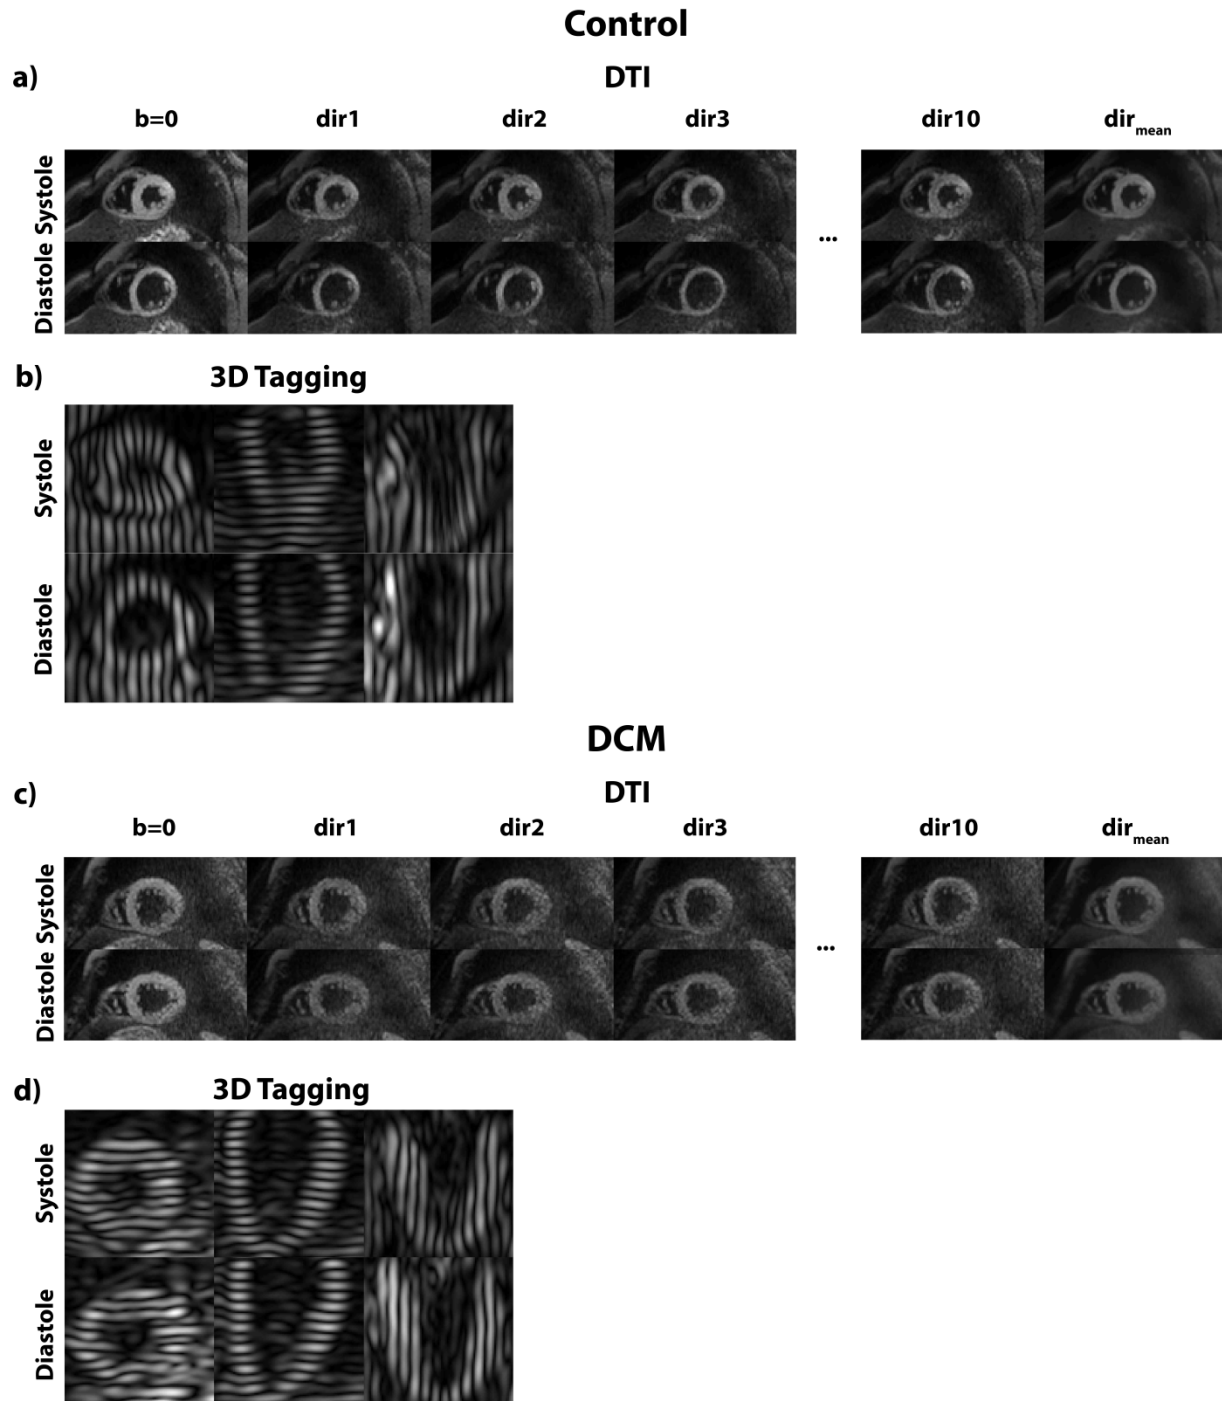 Control
a)
DTI
b=0 dir1 dir2 dir3 dir10 dirmean
Systole
...
Diastole
b)
3D Tagging
Systole
Diastole
DCM
c)
DTI
b=0 dir1 dir2 dir3 dir10 dirmean
Systole
...
Diastole
d)
3D Tagging
Systole
Diastole